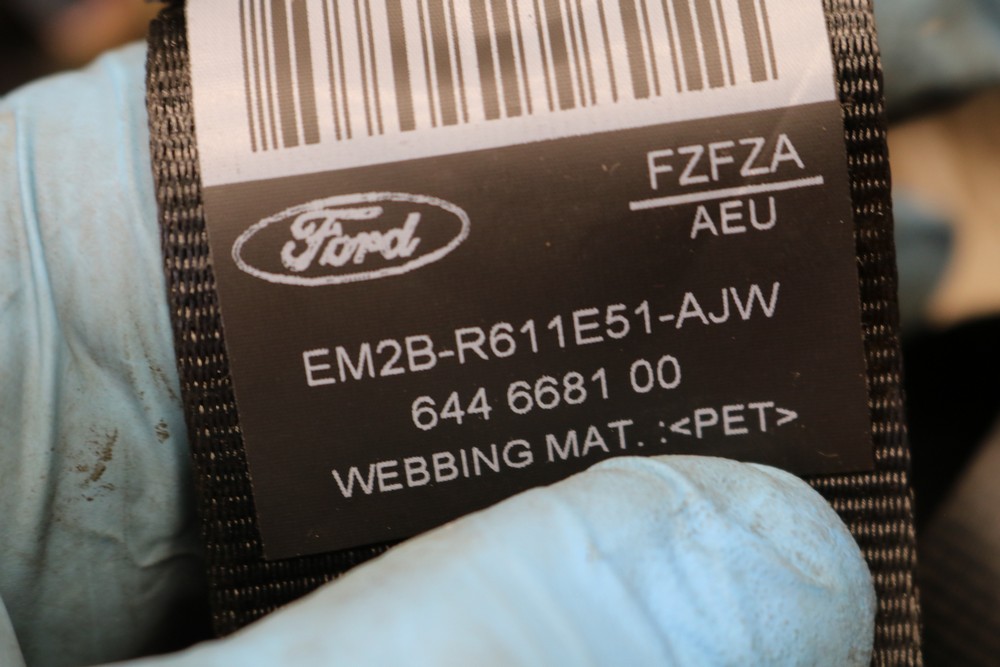 FZFZA
AEU
Ford
EM2B-R611E51-AJW
644 6681 00
WEBBING MAT. :<PET>